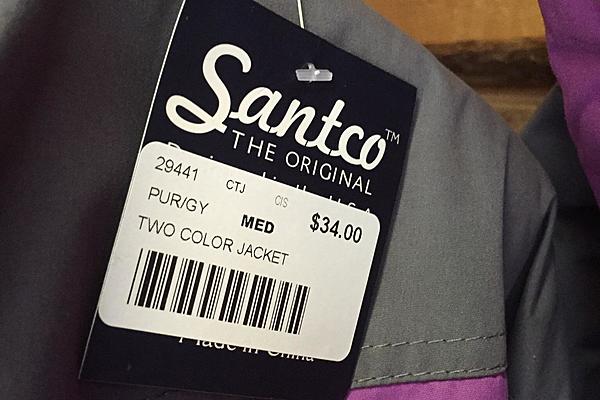 Santco™
THE ORIGINAL
29441 CTJ CIS
PUR/GY MED $34.00
TWO COLOR JACKET
Made in China